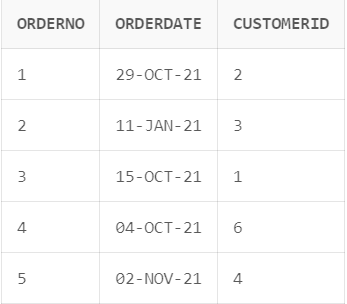 ORDERNO ORDERDATE CUSTOMERID
1 29-OCT-21 2
2 11-JAN-21 3
3 15-OCT-21 1
4 04-OCT-21 6
5 02-NOV-21 4